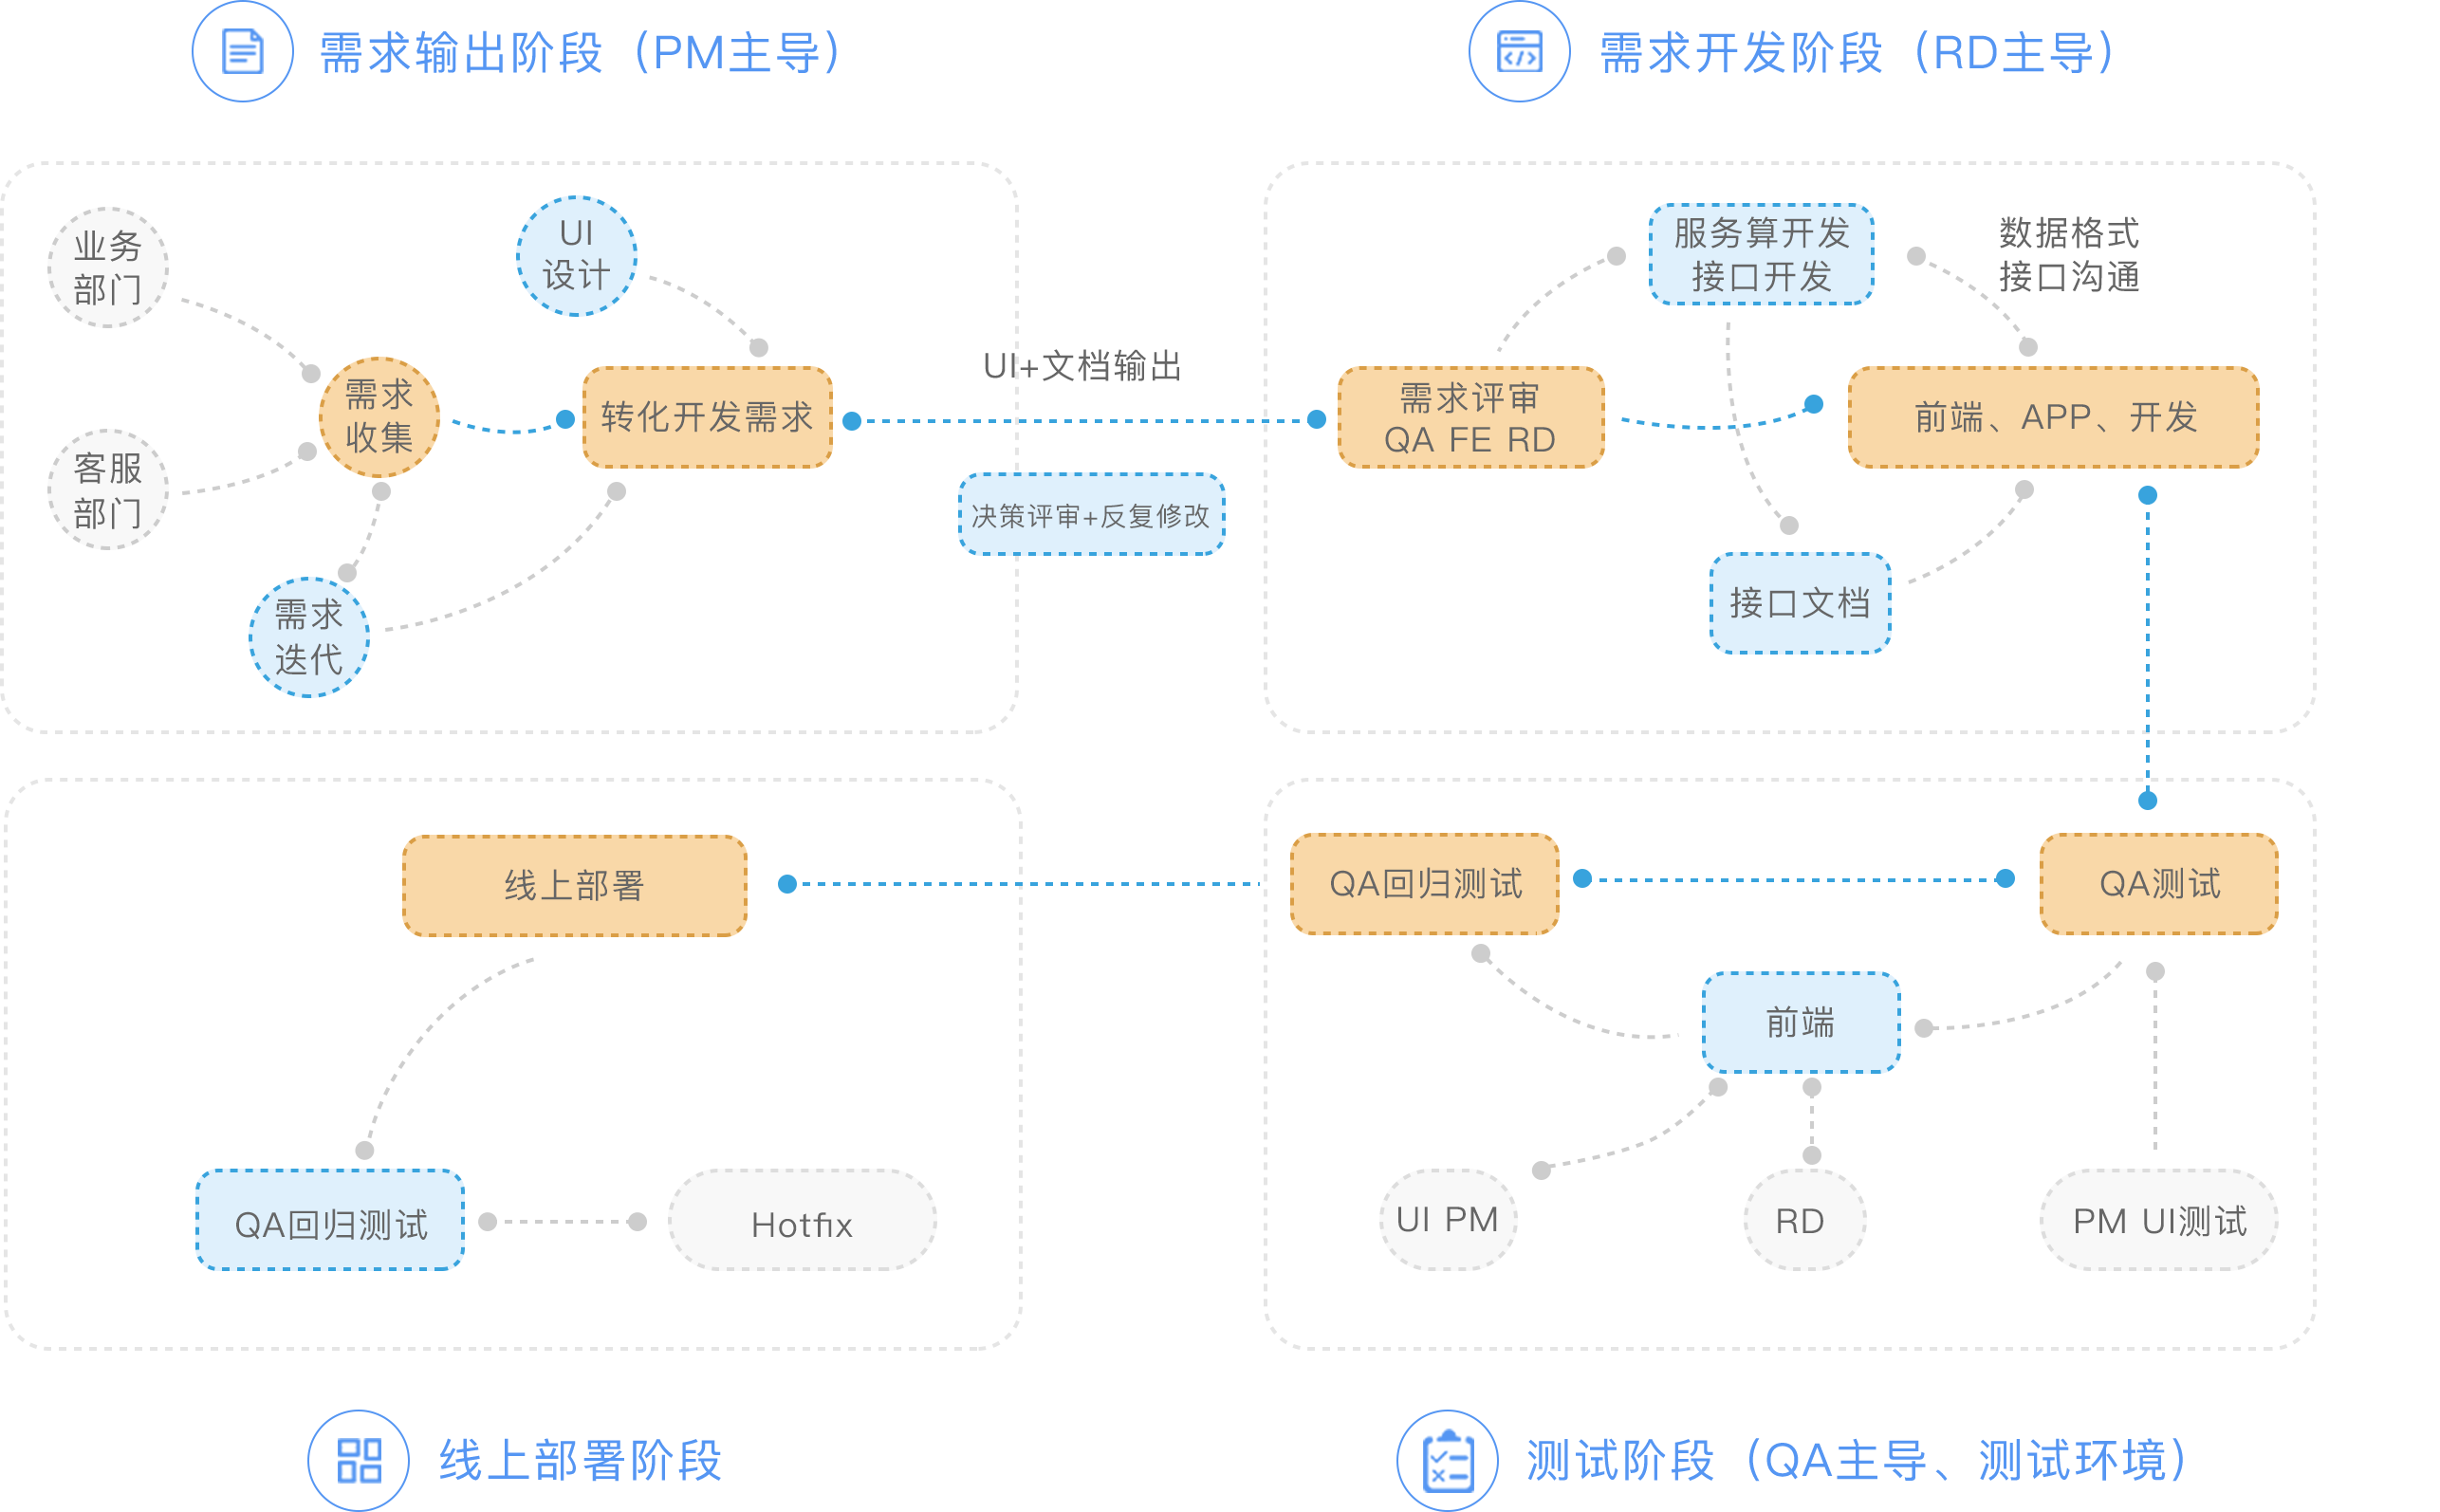 需求输出阶段（PM主导）
需求开发阶段（RD主导）
业务
部门
UI
设计
需求
收集
转化开发需求
客服
部门
需求
迭代
UI+文档输出
决策评审+反复修改
服务算开发
接口开发
数据格式
接口沟通
需求评审
QA FE RD
前端、APP、开发
接口文档
线上部署
QA回归测试
Hotfix
QA回归测试
QA测试
前端
UI PM
RD
PM UI测试
线上部署阶段
测试阶段（QA主导、测试环境）